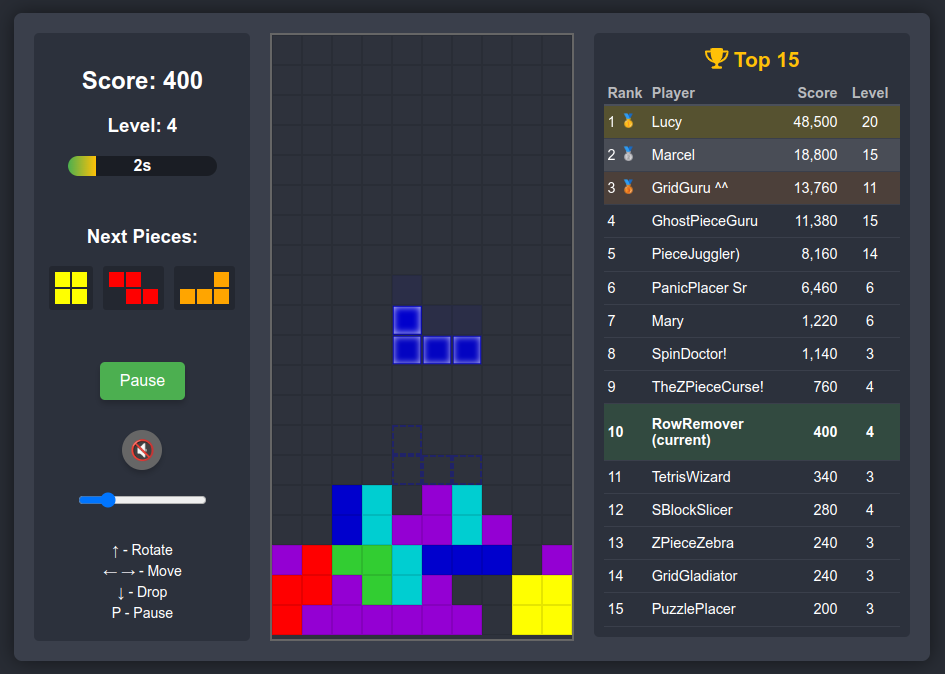 Score: 400
Level: 4
2s
Next Pieces:
Pause
↑ - Rotate
← → - Move
↓ - Drop
P - Pause
🏆 Top 15
Rank Player Score Level
1 🥇 Lucy 48,500 20
2 🥈 Marcel 18,800 15
3 🥉 GridGuru ^^ 13,760 11
4 GhostPieceGuru 11,380 15
5 PieceJuggler) 8,160 14
6 PanicPlacer Sr 6,460 6
7 Mary 1,220 6
8 SpinDoctor! 1,140 3
9 TheZPieceCurse! 760 4
10 RowRemover (current) 400 4
11 TetrisWizard 340 3
12 SBlockSlicer 280 4
13 ZPieceZebra 240 3
14 GridGladiator 240 3
15 PuzzlePlacer 200 3